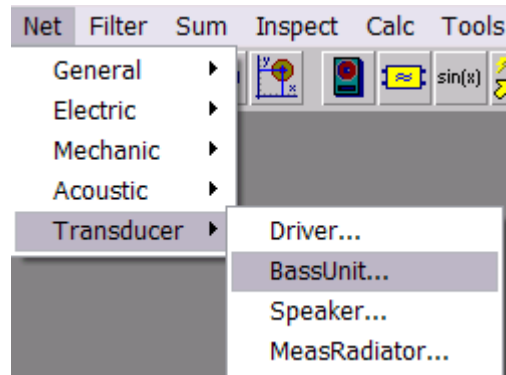 Net Filter Sum Inspect Calc Tools
General
y
x
sin(x)
Electric
Mechanic
Acoustic
Transducer
Driver...
BassUnit...
Speaker...
MeasRadiator...